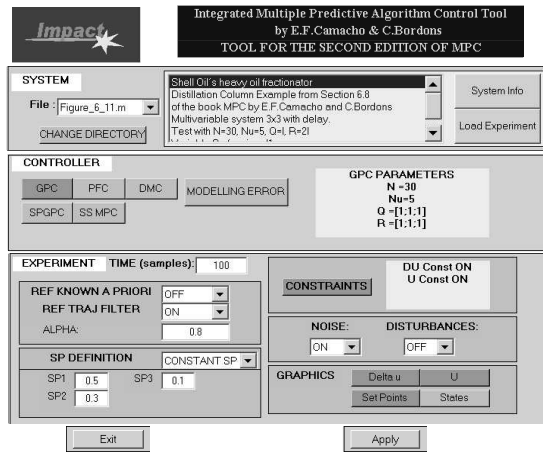 Impact
Integrated Multiple Predictive Algorithm Control Tool
by E.F.Camacho & C.Bordons
TOOL FOR THE SECOND EDITION OF MPC
SYSTEM
File : Figure_6_11.m
CHANGE DIRECTORY
Shell Oil's heavy oil fractionator
Distillation Column Example from Section 6.8
of the book MPC by E.F.Camacho and C.Bordons
Multivariable system 3x3 with delay.
Test with N=30, Nu=5, Q=I, R=2I
System Info
Load Experiment
CONTROLLER
GPC PFC DMC MODELLING ERROR
SPGPC SS MPC
GPC PARAMETERS
N =30
Nu=5
Q =[1;1;1]
R =[1;1;1]
EXPERIMENT TIME (samples): 100
REF KNOWN A PRIORI OFF
REF TRAJ FILTER ON
ALPHA: 0.8
SP DEFINITION CONSTANT SP
SP1 0.5 SP3 0.1
SP2 0.3
CONSTRAINTS
DU Const ON
U Const ON
NOISE: DISTURBANCES:
ON OFF
GRAPHICS Delta u U
Set Points States
Exit Apply